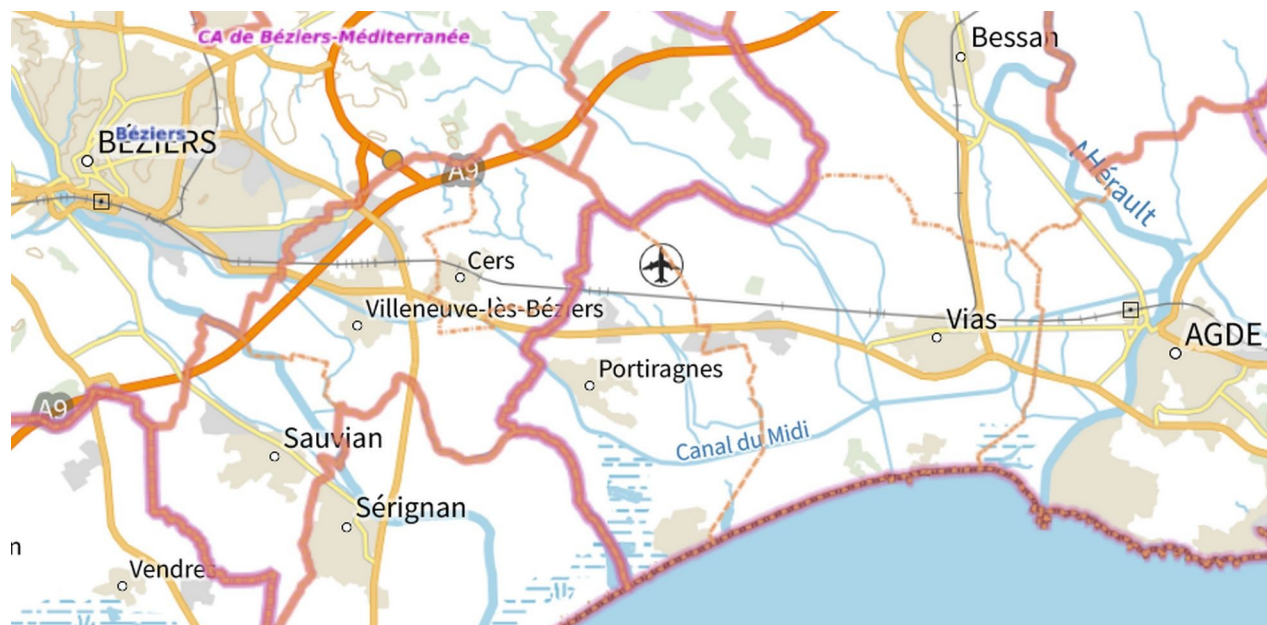 CA de Béziers-Méditerranée
Bessan
Béziers
BÉZIERS
A9
l'Hérault
Cers
Villeneuve-lès-Béziers
Vias
AGDE
Portiragnes
A9
Sauvian
Canal du Midi
Sérignan
m
Vendres